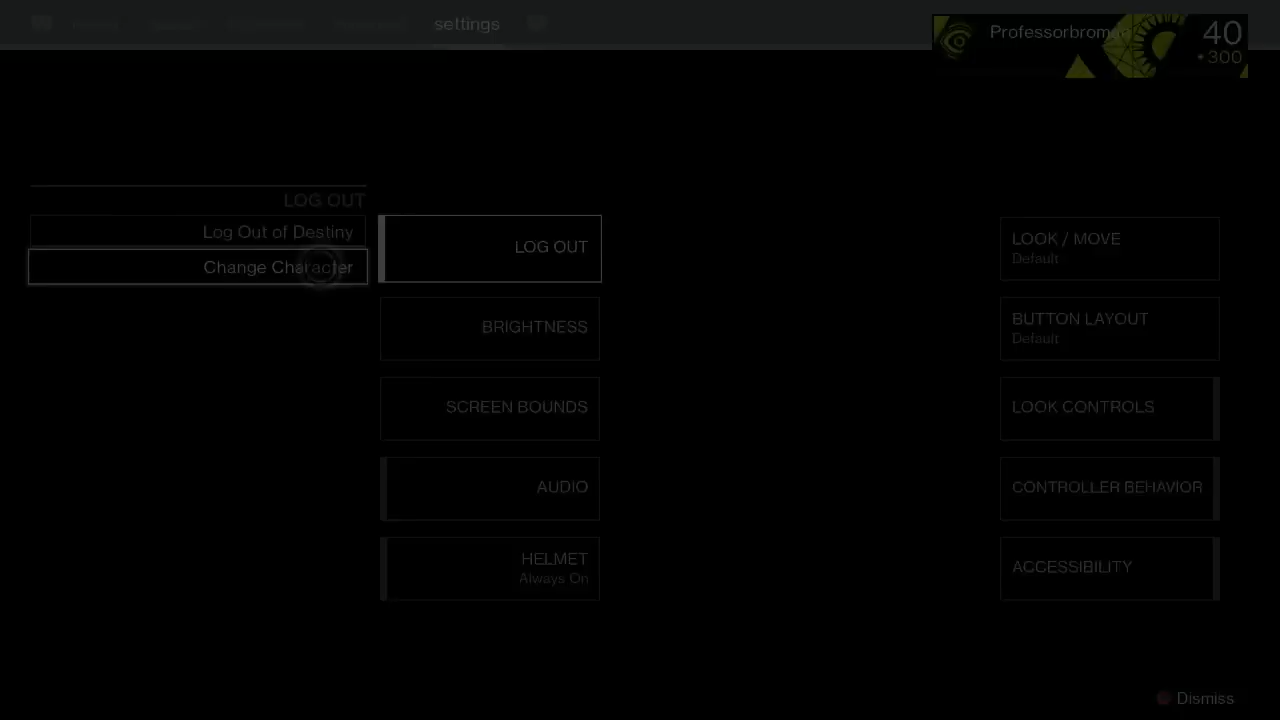 settings
40
300
LOG OUT
Log Out of Destiny
Change Character
LOG OUT
BRIGHTNESS
SCREEN BOUNDS
AUDIO
HELMET
Always On
LOOK / MOVE
Default
BUTTON LAYOUT
Default
LOOK CONTROLS
CONTROLLER BEHAVIOR
ACCESSIBILITY
Dismiss